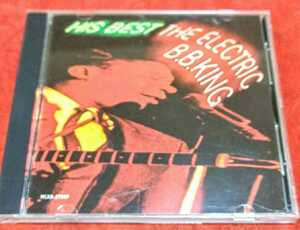 HIS BEST
THE ELECTRIC
B.B.KING